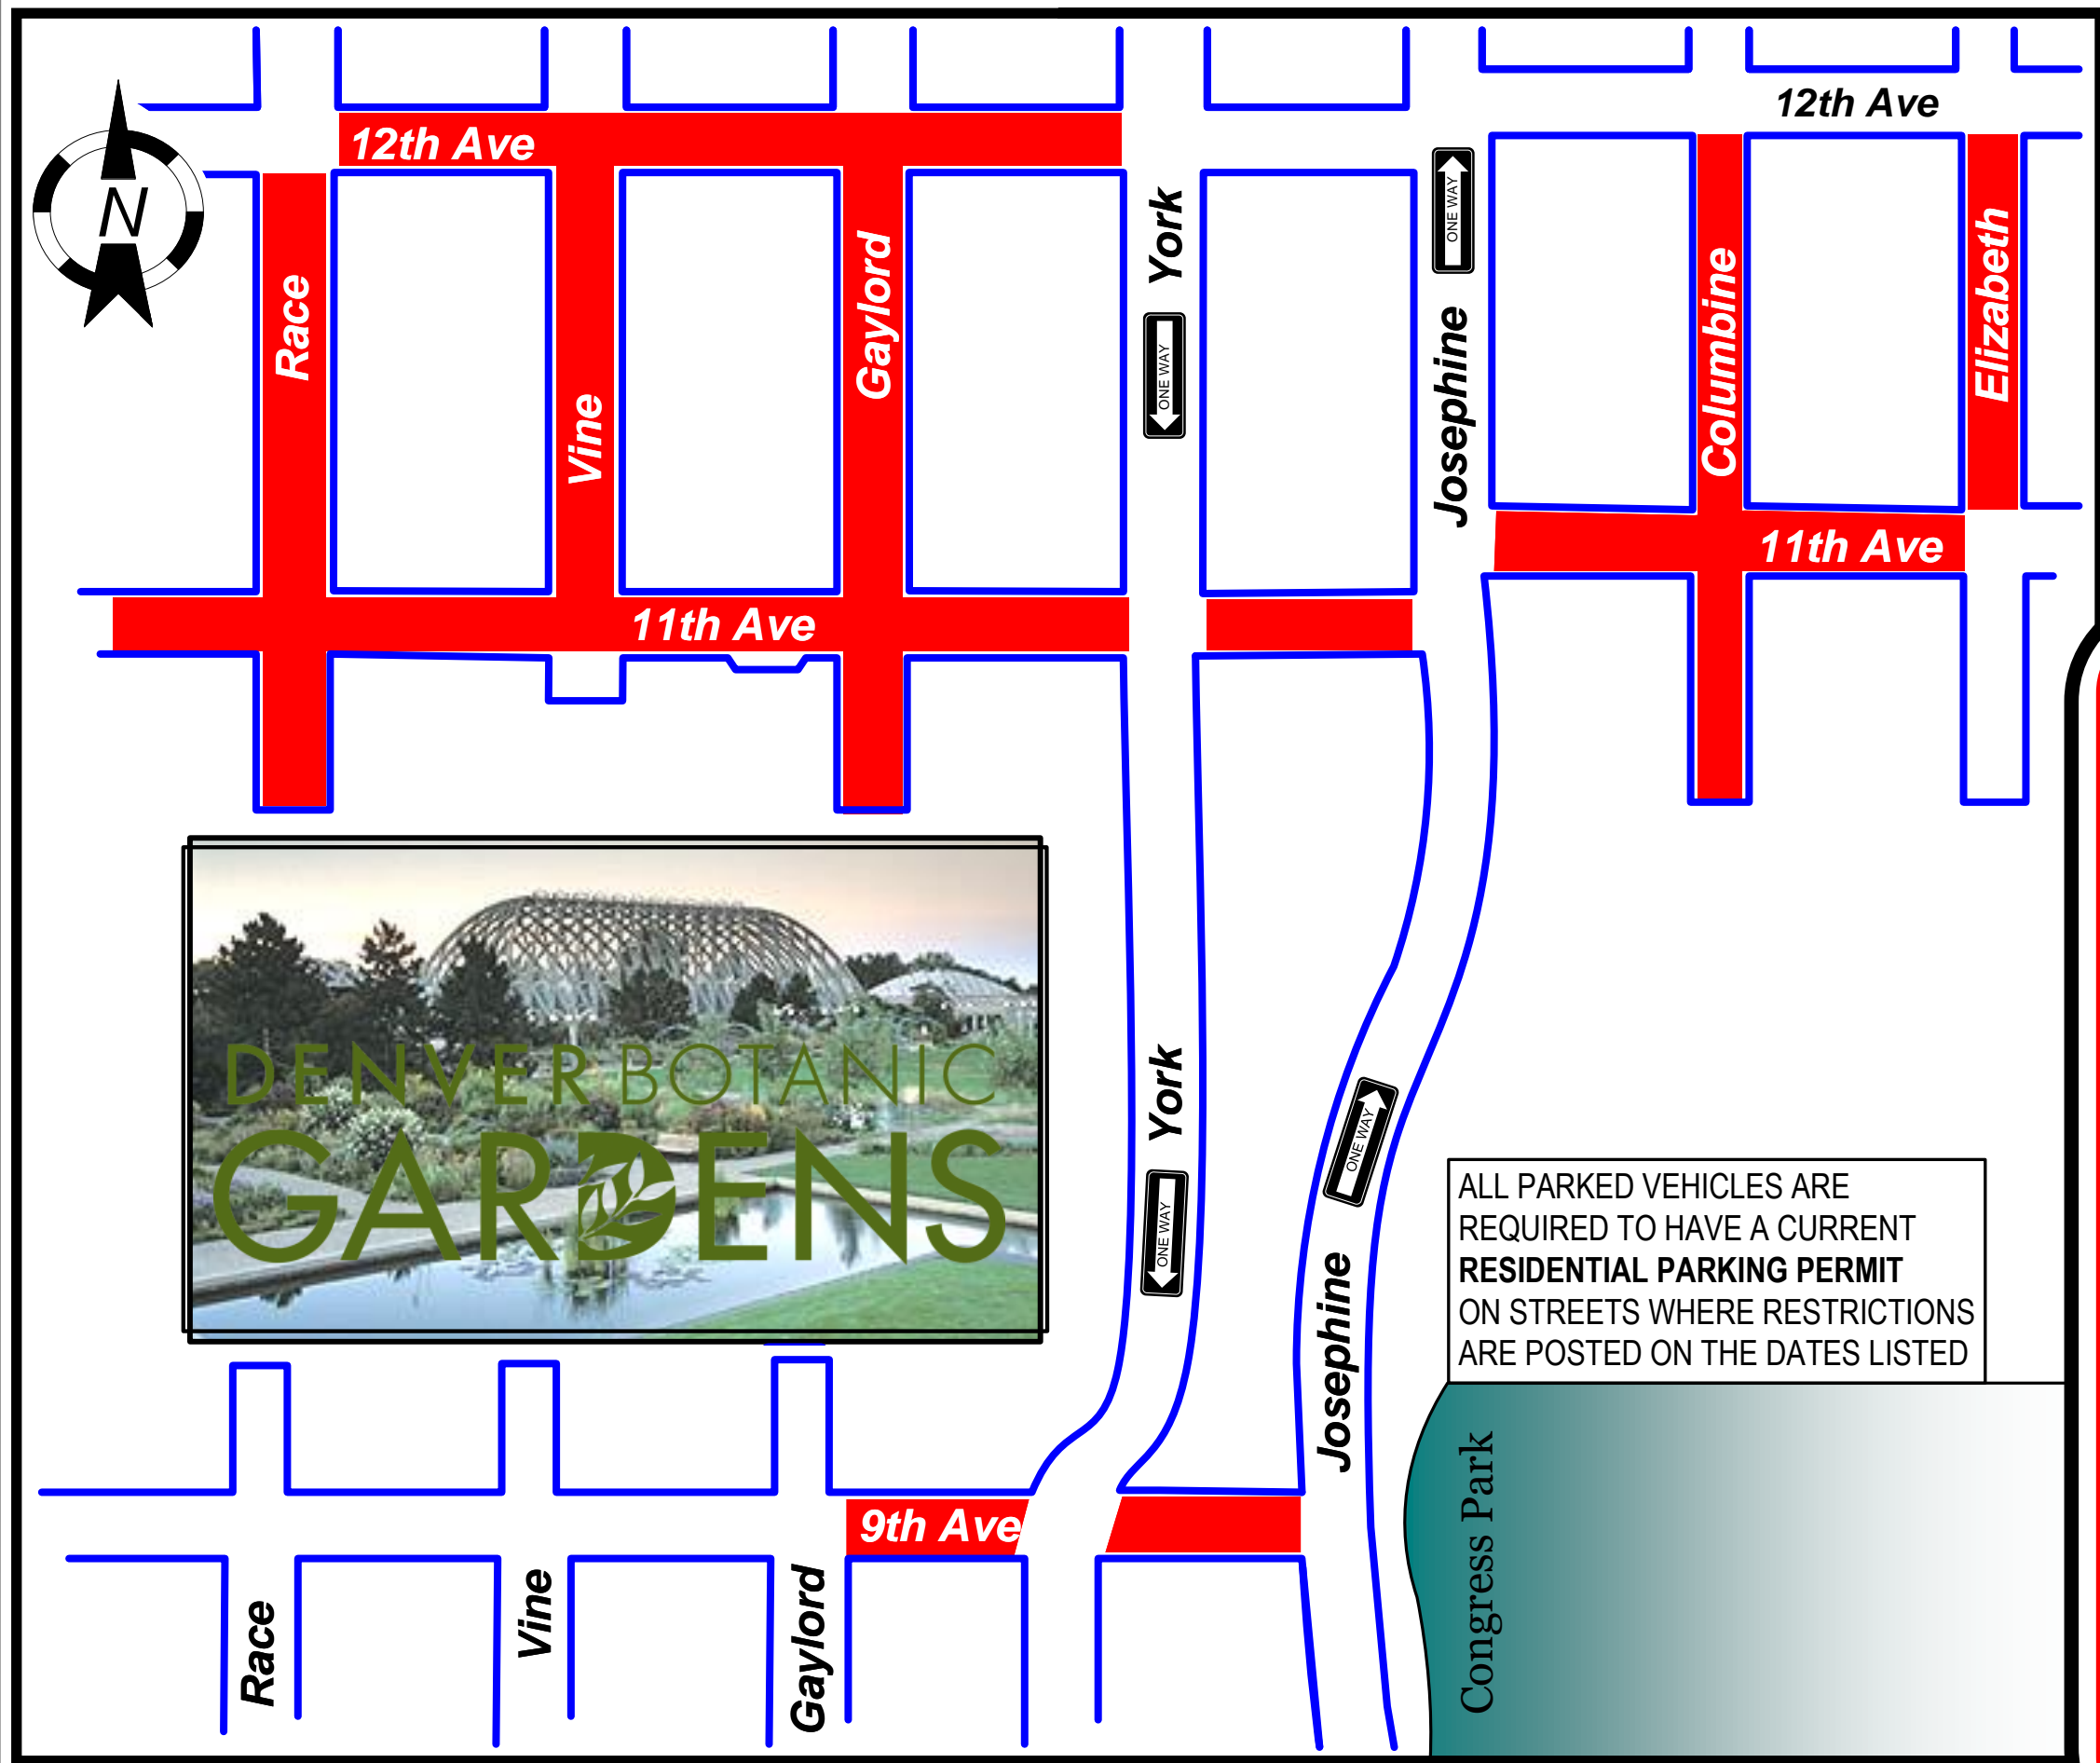 12th Ave
12th Ave
N
Race
Vine
Gaylord
York
ONE WAY
ONE WAY
Josephine
Columbine
Elizabeth
11th Ave
11th Ave
DENVER BOTANIC
GARDENS
York
ONE WAY
ONE WAY
Josephine
ALL PARKED VEHICLES ARE
REQUIRED TO HAVE A CURRENT
RESIDENTIAL PARKING PERMIT
ON STREETS WHERE RESTRICTIONS
ARE POSTED ON THE DATES LISTED
Congress Park
9th Ave
Race
Vine
Gaylord